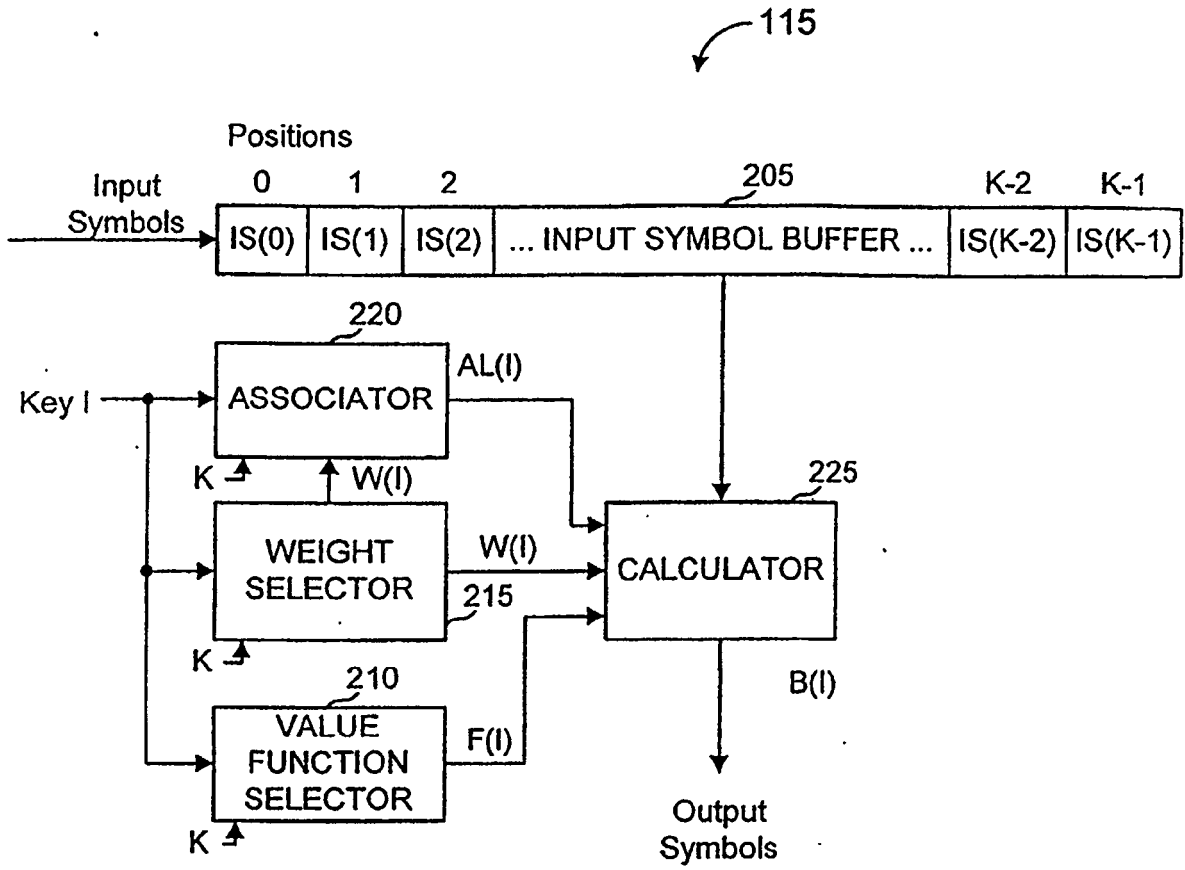 115
Positions
0 1 2 205 K-2 K-1
Input
Symbols
IS(0) IS(1) IS(2) ... INPUT SYMBOL BUFFER ... IS(K-2) IS(K-1)
220
AL(I)
Key I
ASSOCIATOR
K
W(I)
225
WEIGHT
SELECTOR
W(I)
CALCULATOR
215
K
210
B(I)
VALUE
FUNCTION
SELECTOR
F(I)
K
Output
Symbols